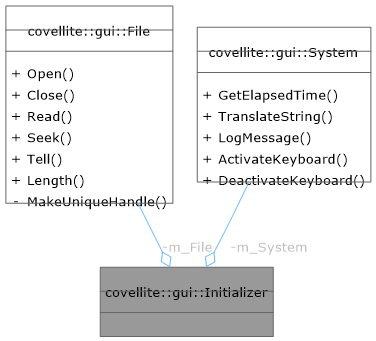 covellite::gui::File
+ Open()
+ Close()
+ Read()
+ Seek()
+ Tell()
+ Length()
- MakeUniqueHandle()
covellite::gui::System
+ GetElapsedTime()
+ TranslateString()
+ LogMessage()
+ ActivateKeyboard()
+ DeactivateKeyboard()
-m_File
-m_System
covellite::gui::Initializer